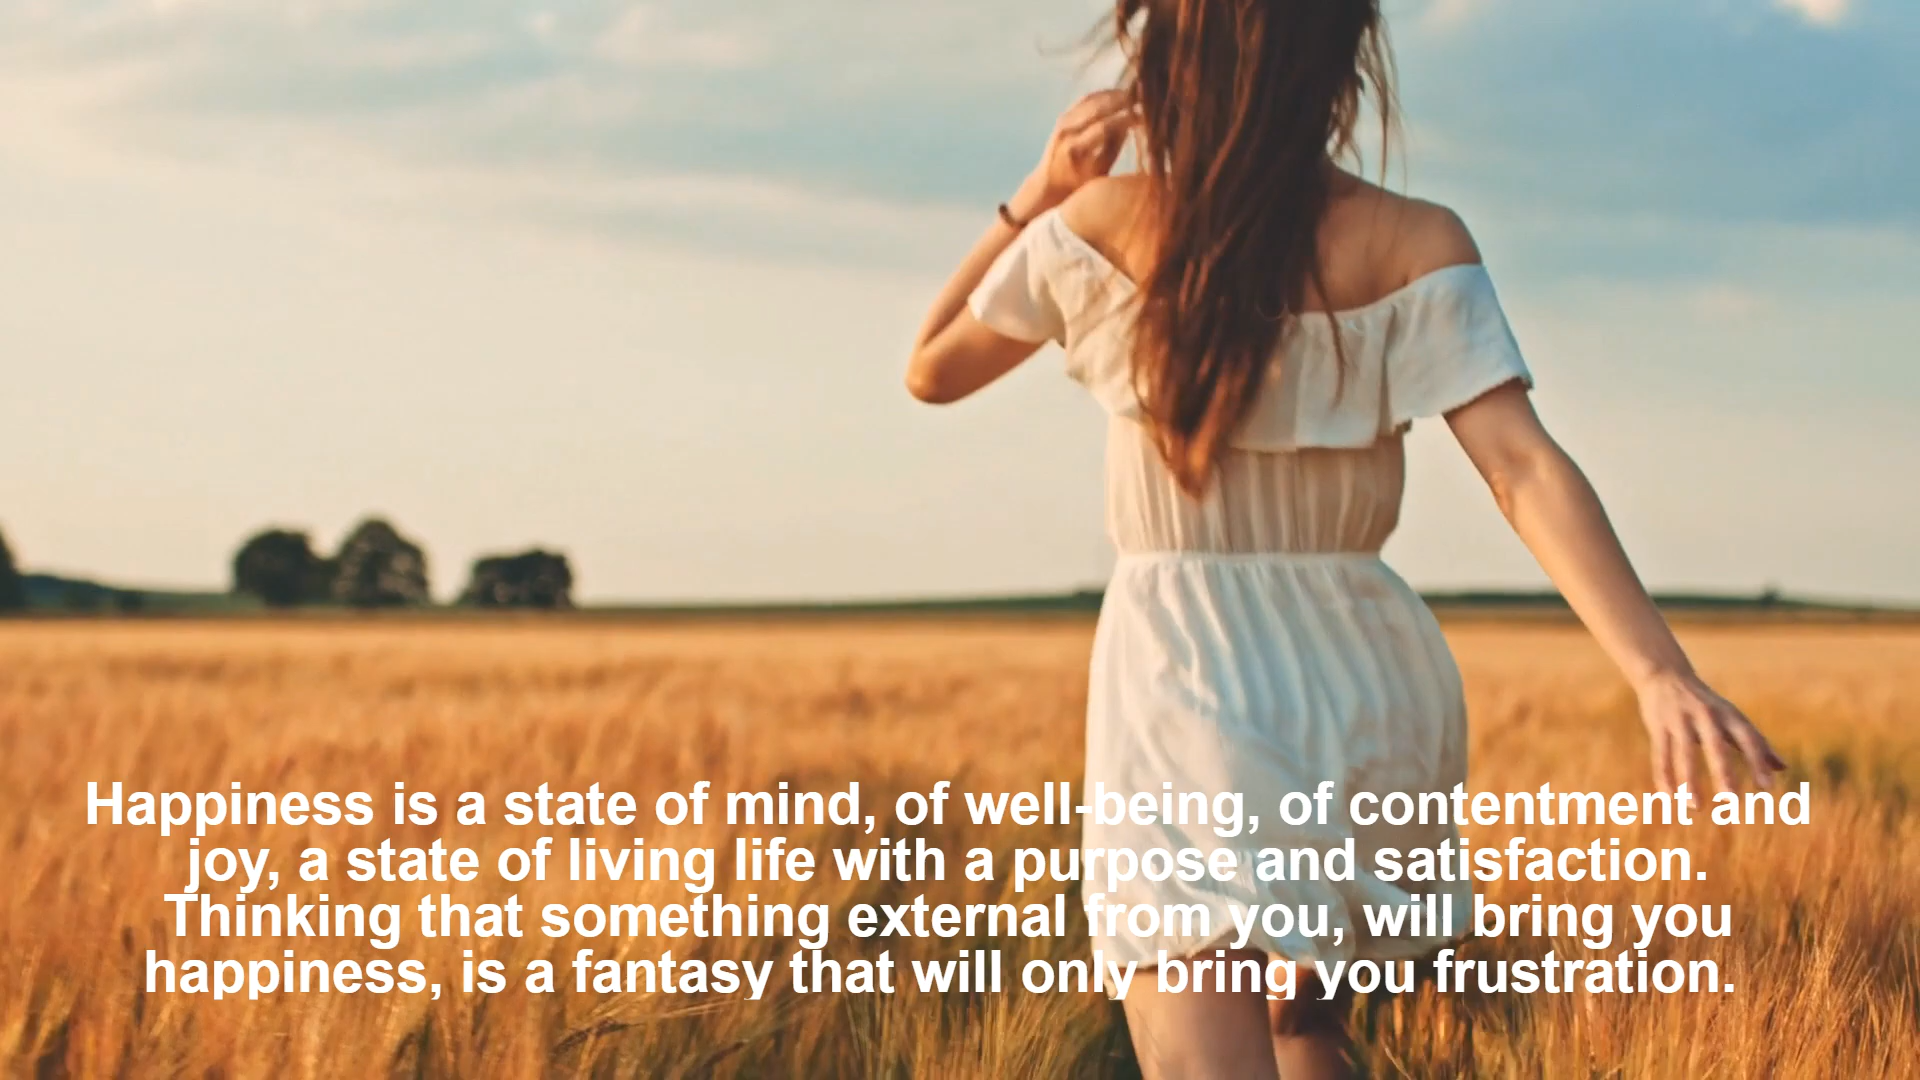 Happiness is a state of mind, of well-being, of contentment and
joy, a state of living life with a purpose and satisfaction.
Thinking that something external from you, will bring you
happiness, is a fantasy that will only bring you frustration.